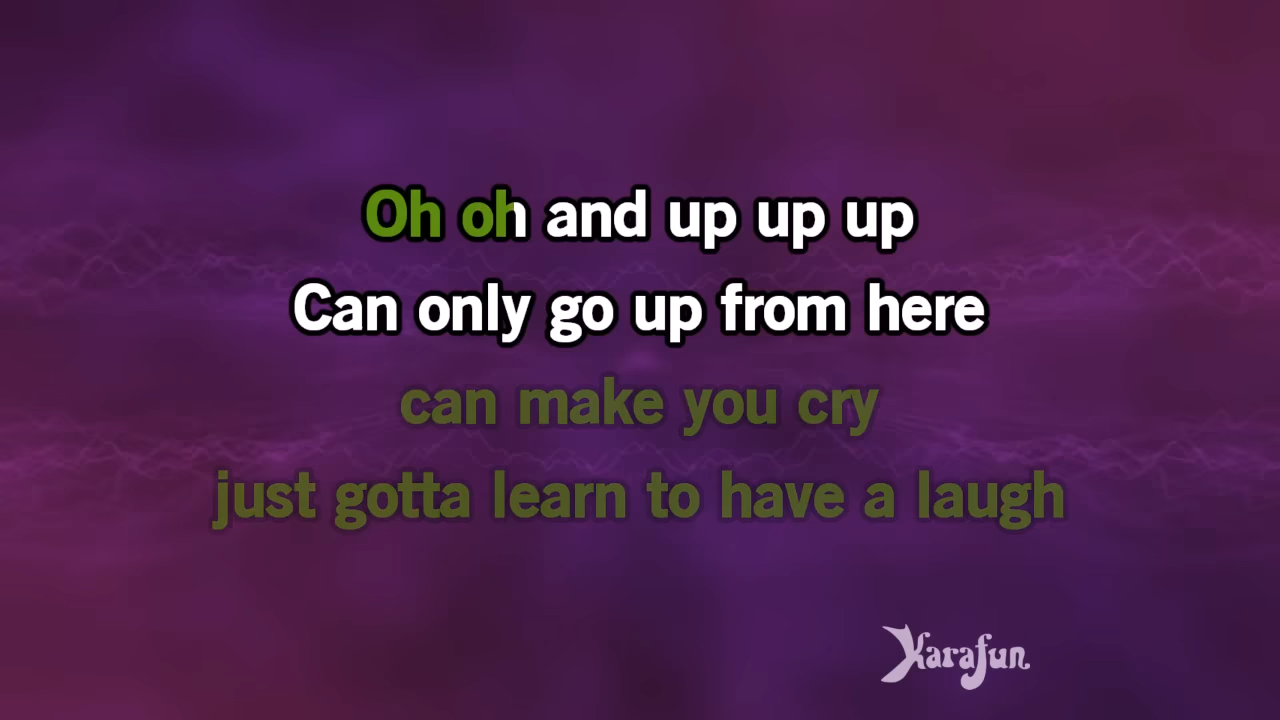 Oh oh and up up up
Can only go up from here
can make you cry
just gotta learn to have a laugh
Karafun